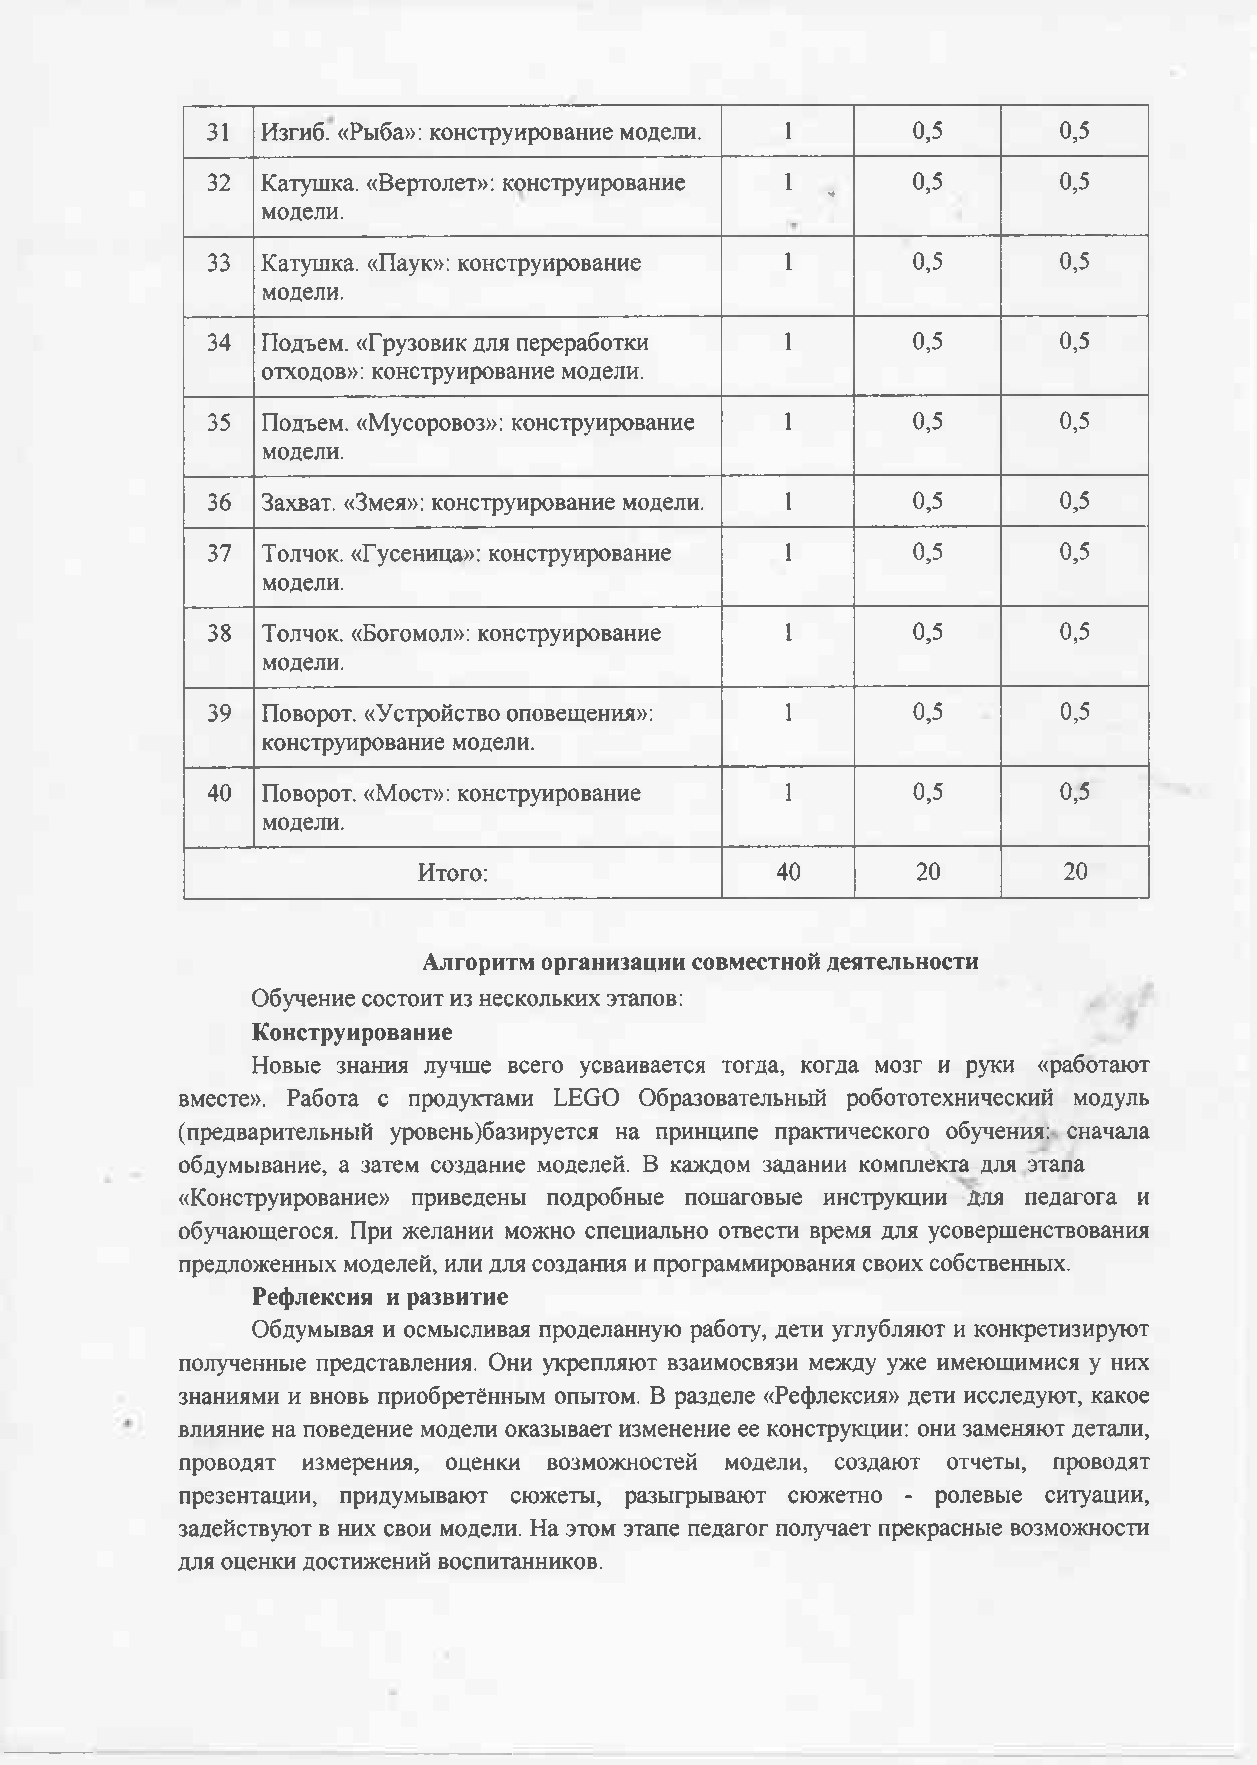 31 Изгиб. «Рыба»: конструирование модели. 1 0,5 0,5
32 Катушка. «Вертолет»: конструирование 1 0,5 0,5
модели.
33 Катушка. «Паук»: конструирование 1 0,5 0,5
модели.
34 Подъем. «Грузовик для переработки 1 0,5 0,5
отходов»: конструирование модели.
35 Подъем. «Мусоровоз»: конструирование 1 0,5 0,5
модели.
36 Захват. «Змея»: конструирование модели. 1 0,5 0,5
37 Толчок. «Гусеница»: конструирование 1 0,5 0,5
модели.
38 Толчок. «Богомол»: конструирование 1 0,5 0,5
модели.
39 Поворот. «Устройство оповещения»: 1 0,5 0,5
конструирование модели.
40 Поворот. «Мост»: конструирование 1 0,5 0,5
модели.
Итого: 40 20 20
Алгоритм организации совместной деятельности
Обучение состоит из нескольких этапов:
Конструирование
Новые знания лучше всего усваивается тогда, когда мозг и руки «работают
вместе». Работа с продуктами LEGO Образовательный робототехнический модуль
(предварительный уровень)базируется на принципе практического обучения: сначала
обдумывание, а затем создание моделей. В каждом задании комплекта для этапа
«Конструирование» приведены подробные пошаговые инструкции для педагога и
обучающегося. При желании можно специально отвести время для усовершенствования
предложенных моделей, или для создания и программирования своих собственных.
Рефлексия и развитие
Обдумывая и осмысливая проделанную работу, дети углубляют и конкретизируют
полученные представления. Они укрепляют взаимосвязи между уже имеющимися у них
знаниями и вновь приобретённым опытом. В разделе «Рефлексия» дети исследуют, какое
влияние на поведение модели оказывает изменение ее конструкции: они заменяют детали,
проводят измерения, оценки возможностей модели, создают отчеты, проводят
презентации, придумывают сюжеты, разыгрывают сюжетно - ролевые ситуации,
задействуют в них свои модели. На этом этапе педагог получает прекрасные возможности
для оценки достижений воспитанников.